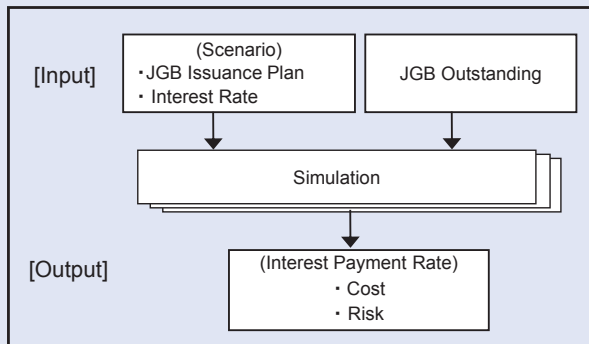 [Input]
(Scenario)
・JGB Issuance Plan
・ Interest Rate
JGB Outstanding
Simulation
[Output]
(Interest Payment Rate)
・ Cost
・ Risk